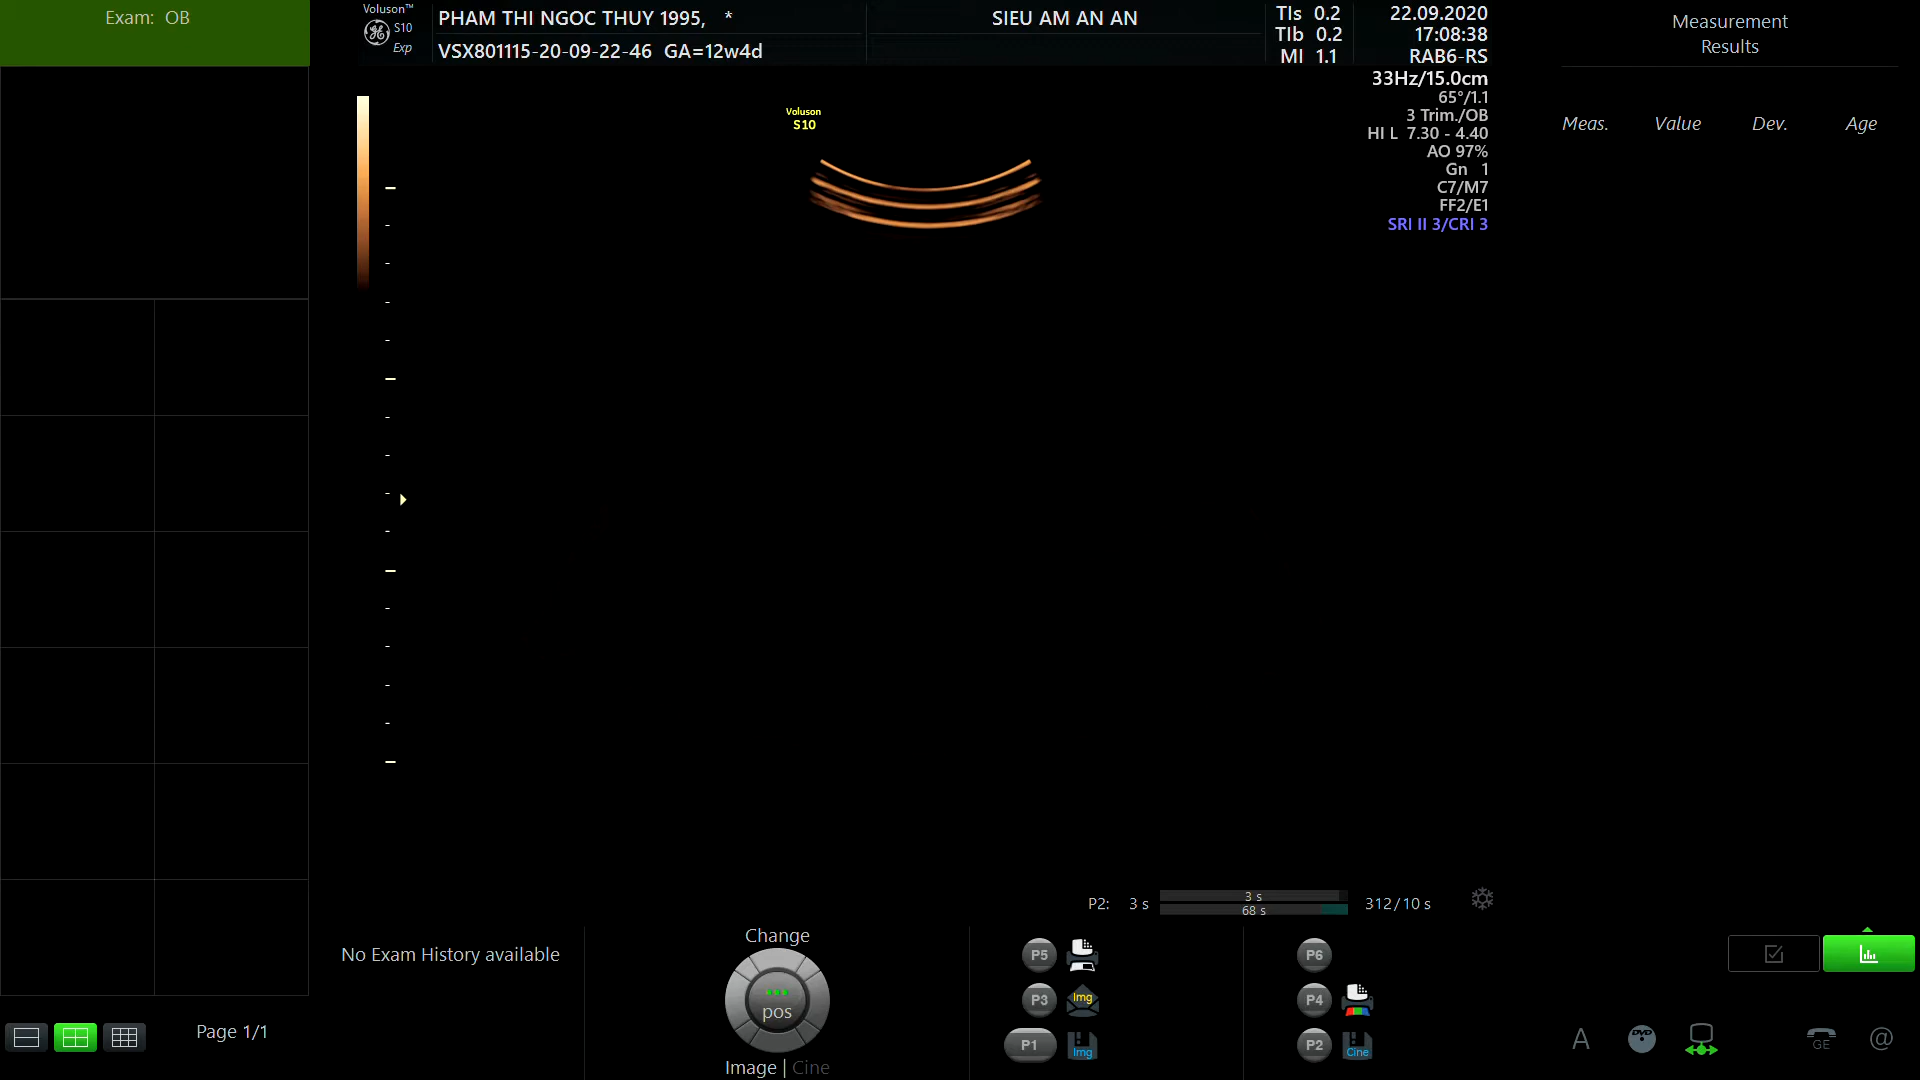 Exam: OB
Voluson™
S10
Exp
PHAM THI NGOC THUY 1995, *
VSX801115-20-09-22-46 GA=12w4d
SIEU AM AN AN
TIs 0.2
TIb 0.2
MI 1.1
22.09.2020
17:08:38
RAB6-RS
33Hz/15.0cm
65°/1.1
3 Trim./OB
HI L 7.30 - 4.40
AO 97%
Gn 1
C7/M7
FF2/E1
SRI II 3/CRI 3
Voluson
S10
Measurement
Results
Meas. Value Dev. Age
P2: 3 s
3 s
68 s
312/10 s
No Exam History available
Change
pos
Image | Cine
P5
P3 Img
P1 Img
P6
P4
P2 Cine
Page 1/1
A
DVD
GE
@